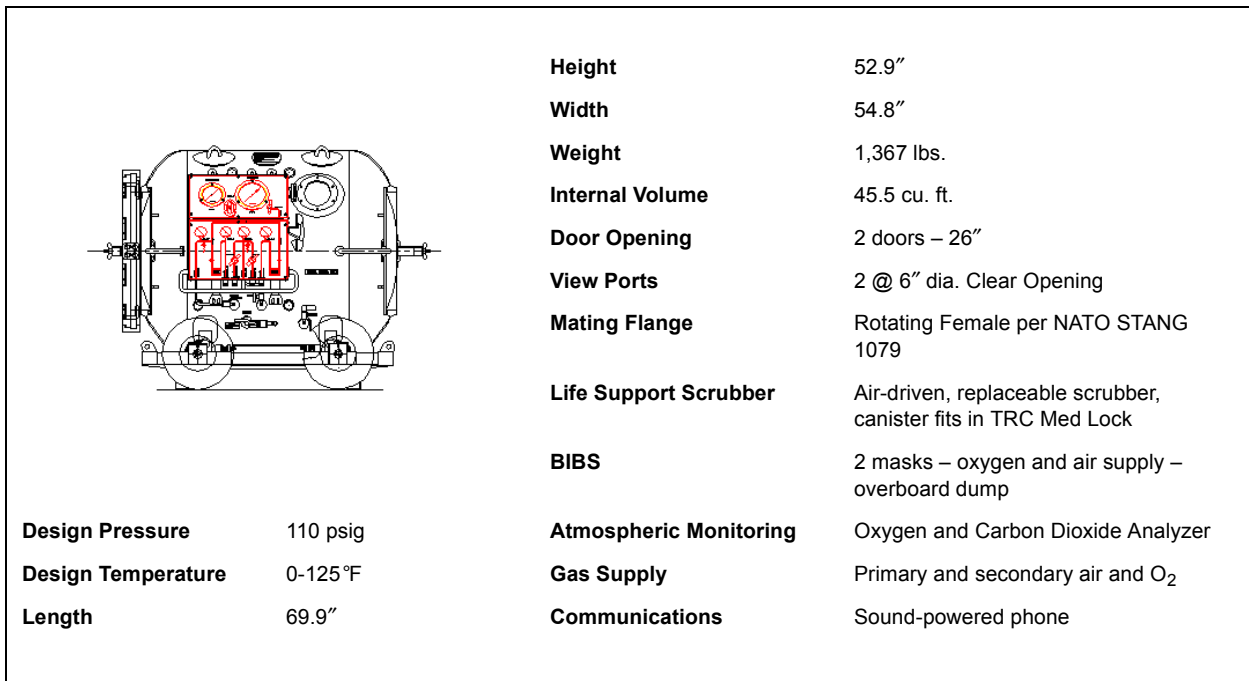 Height 52.9″
Width 54.8″
Weight 1,367 lbs.
Internal Volume 45.5 cu. ft.
Door Opening 2 doors – 26″
View Ports 2 @ 6″ dia. Clear Opening
Mating Flange Rotating Female per NATO STANG
1079
Life Support Scrubber Air-driven, replaceable scrubber,
canister fits in TRC Med Lock
BIBS 2 masks – oxygen and air supply –
overboard dump
Design Pressure 110 psig
Atmospheric Monitoring Oxygen and Carbon Dioxide Analyzer
Design Temperature 0-125°F
Gas Supply Primary and secondary air and O₂
Length 69.9″
Communications Sound-powered phone